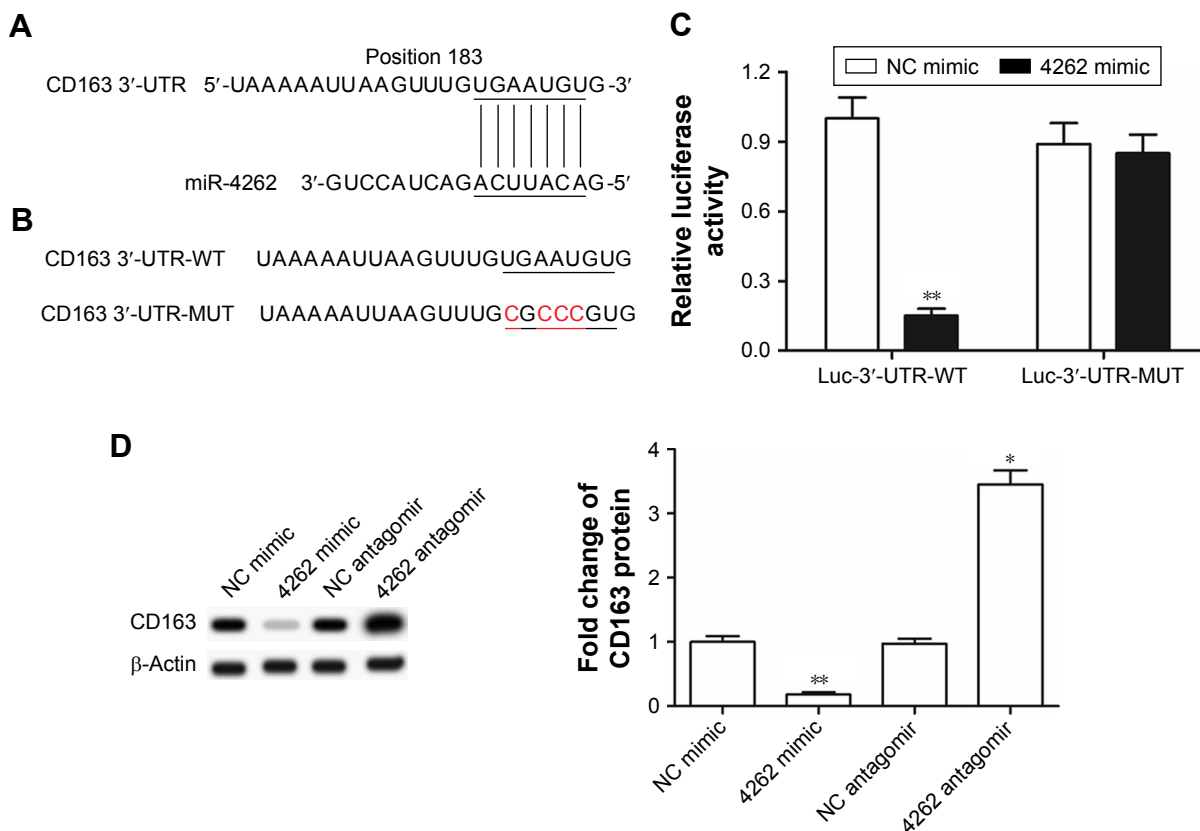 A
Position 183
CD163 3′-UTR 5′-UAAAAAUUAAGUUUGUGAAUGUG-3′
miR-4262 3′-GUCCAUCAGACUUACAG-5′
B
CD163 3′-UTR-WT UAAAAAUUAAGUUUGUGAAUGUG
CD163 3′-UTR-MUT UAAAAAUUAAGUUUGCGCCCGUG
C
NC mimic 4262 mimic
Relative luciferase
activity
1.2
0.9
0.6
0.3
0.0
**
Luc-3′-UTR-WT Luc-3′-UTR-MUT
D
NC mimic
4262 mimic
NC antagomir
4262 antagomir
CD163
β-Actin
Fold change of
CD163 protein
4
3
2
1
0
**
*
NC mimic
4262 mimic
NC antagomir
4262 antagomir